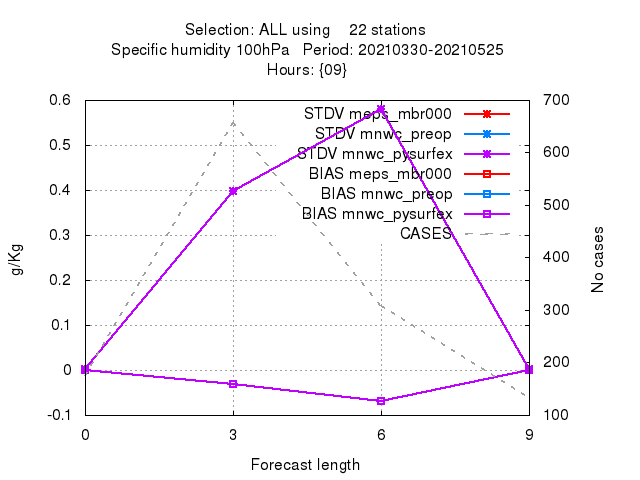 Selection: ALL using 22 stations
Specific humidity 100hPa Period: 20210330-20210525
Hours: {09}
0.6
0.5
0.4
0.3
0.2
0.1
0
-0.1
g/Kg
STDV meps_mbr000
STDV mnwc_preop
STDV mnwc_pysurfex
BIAS meps_mbr000
BIAS mnwc_preop
BIAS mnwc_pysurfex
CASES
700
600
500
400
300
200
100
No cases
0 3 6 9
Forecast length